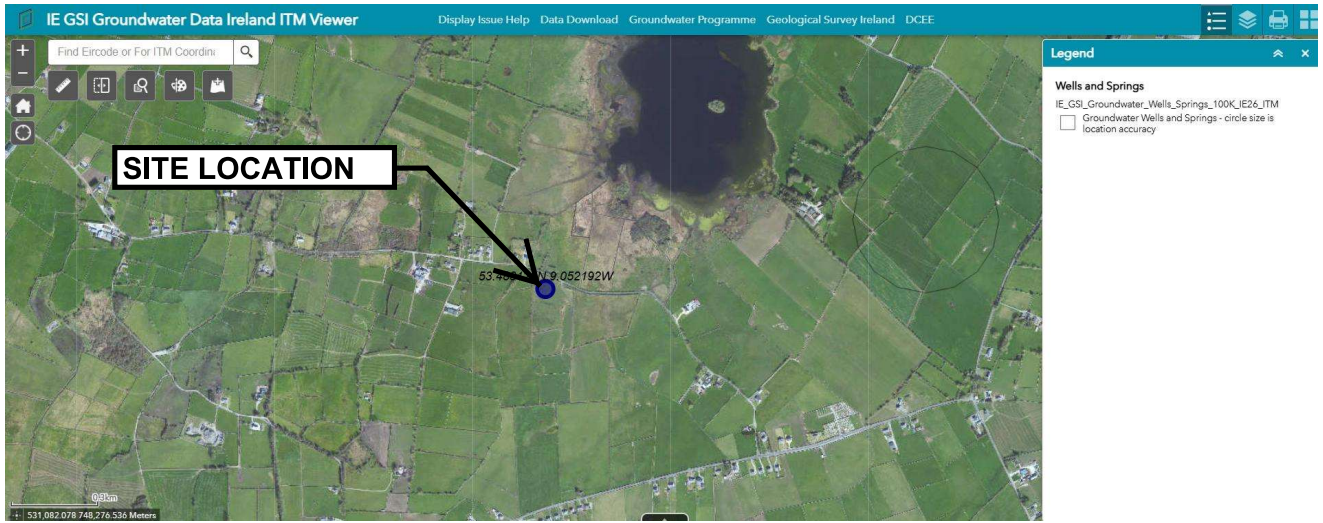 IE GSI Groundwater Data Ireland ITM Viewer
Display Issue Help Data Download Groundwater Programme Geological Survey Ireland DCEE
Find Eircode or For ITM Coordin
Legend
Wells and Springs
IE_GSI_Groundwater_Wells_Springs_100K_IE26_ITM
Groundwater Wells and Springs - circle size is
location accuracy
SITE LOCATION
9.052192W
0.3km
531,082.078 748,276.536 Meters